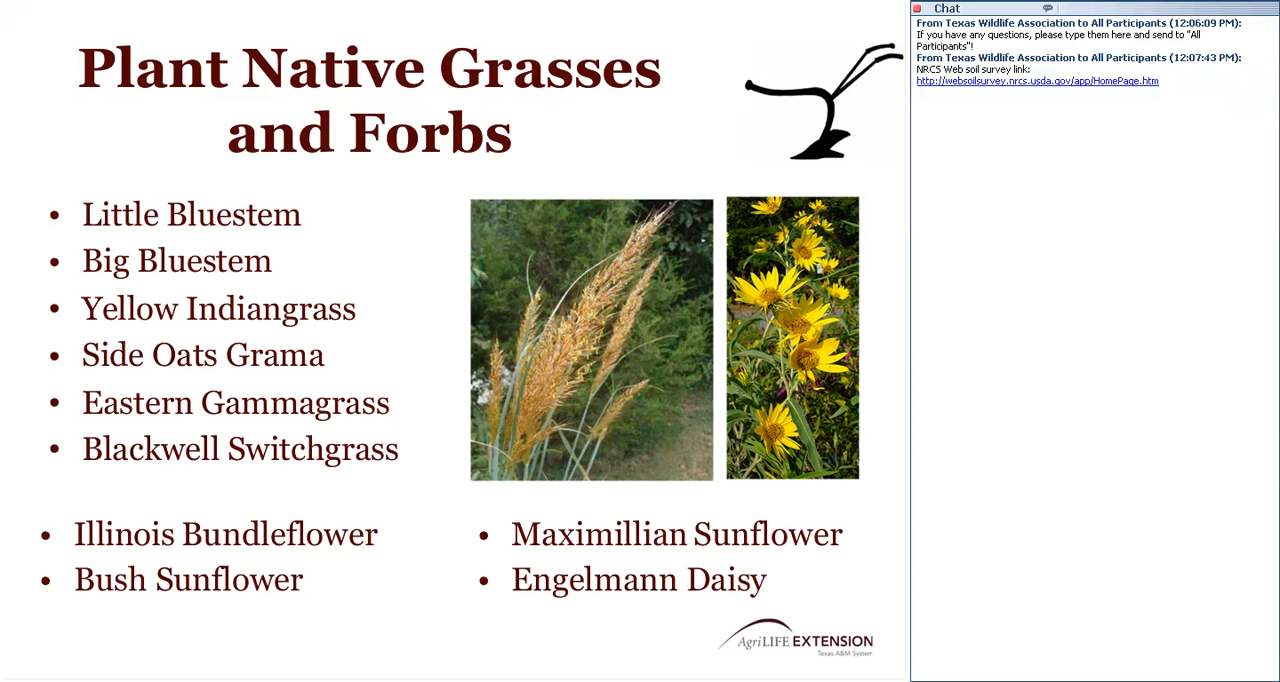 Plant Native Grasses
and Forbs
• Little Bluestem
• Big Bluestem
• Yellow Indiangrass
• Side Oats Grama
• Eastern Gammagrass
• Blackwell Switchgrass
• Illinois Bundleflower
• Bush Sunflower
• Maximillian Sunflower
• Engelmann Daisy
AgriLIFE EXTENSION
Texas A&M System
Chat
From Texas Wildlife Association to All Participants (12:06:09 PM):
If you have any questions, please type them here and send to "All
Participants"!
From Texas Wildlife Association to All Participants (12:07:43 PM):
NRCS Web soil survey link:
http://websoilsurvey.nrcs.usda.gov/app/HomePage.htm